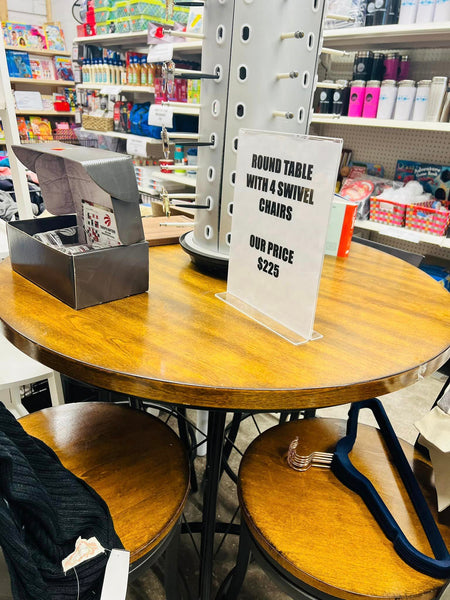 ROUND TABLE
WITH 4 SWIVEL
CHAIRS
OUR PRICE
$225